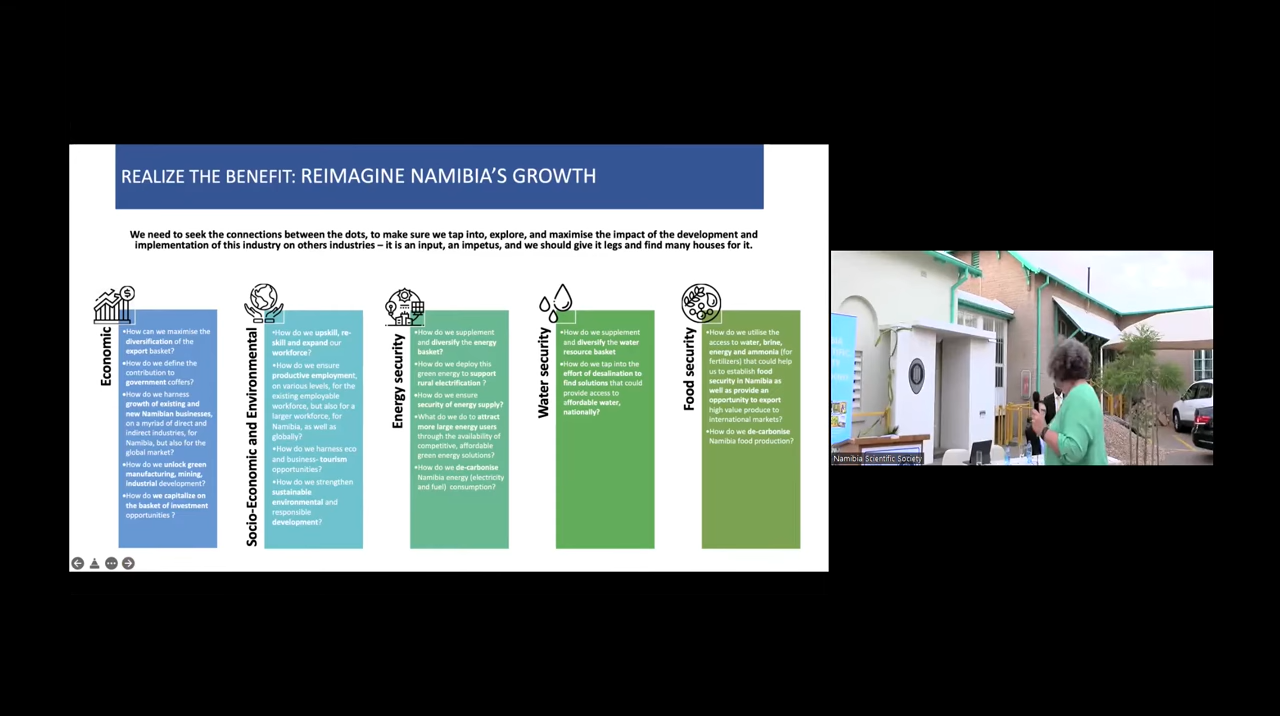 REALIZE THE BENEFIT: REIMAGINE NAMIBIA'S GROWTH
We need to seek the connections between the dots, to make sure we tap into, explore, and maximise the impact of the development and
implementation of this industry on others industries – it is an input, an impetus, and we should give it legs and find many houses for it.
Economic
•How can we maximise the
diversification of the
export basket?
•How do we define the
contribution to
government coffers?
•How do we harness
growth of existing and
new Namibian businesses,
on a myriad of direct and
indirect industries, for
Namibia, but also for the
global market?
•How do we unlock green
manufacturing, mining,
industrial development?
•How do we capitalize on
the basket of investment
opportunities ?
Socio-Economic and Environmental
•How do we upskill, re-
skill and expand our
workforce?
•How do we ensure
productive employment,
on various levels, for the
existing employable
workforce, but also for a
larger workforce, for
Namibia, as well as
globally?
•How do we harness eco
and business- tourism
opportunities?
•How do we strengthen
sustainable
environmental and
responsible
development?
Energy security
•How do we supplement
and diversify the energy
basket?
•How do we deploy this
green energy to support
rural electrification ?
•How do we ensure
security of energy supply?
•What do we do to attract
more large energy users
through the availability of
competitive, affordable
green energy solutions?
•How do we de-carbonise
Namibia energy (electricity
and fuel) consumption?
Water security
•How do we supplement
and diversify the water
resource basket
•How do we tap into the
effort of desalination to
find solutions that could
provide access to
affordable water,
nationally?
Food security
•How do we utilise the
access to water, brine,
energy and ammonia (for
fertilizers) that could help
us to establish food
security in Namibia as
well as provide an
opportunity to export
high value produce to
international markets?
•How do we de-carbonise
Namibia food production?
Namibia Scientific Society